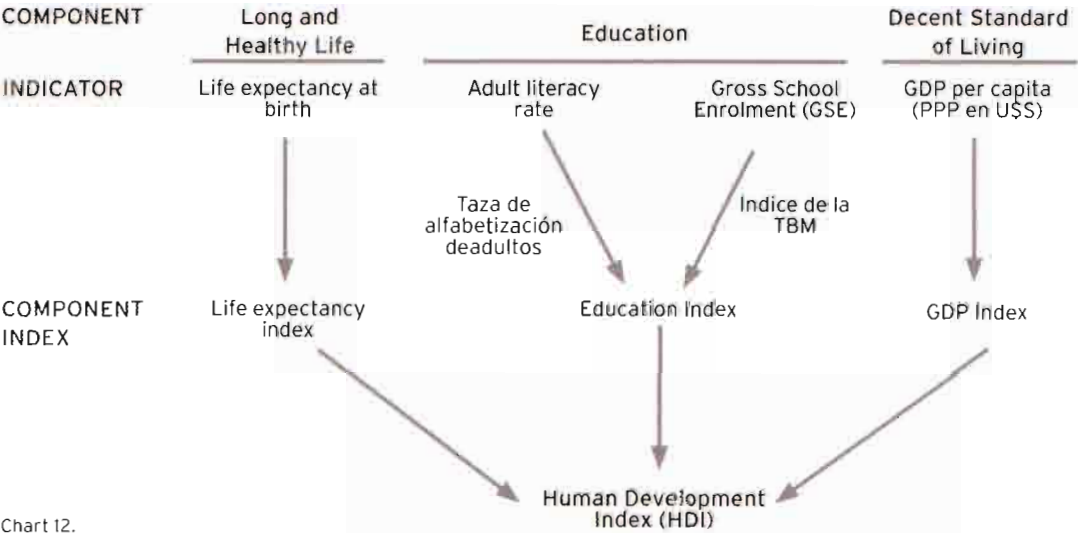 COMPONENT
Long and
Healthy Life
Education
Decent Standard
of Living
INDICATOR
Life expectancy at
birth
Adult literacy
rate
Gross School
Enrolment (GSE)
GDP per capita
(PPP en U$S)
Taza de
alfabetización
deadultos
Indice de la
TBM
COMPONENT
INDEX
Life expectancy
index
Education Index
GDP Index
Human Development
Index (HDI)
Chart 12.